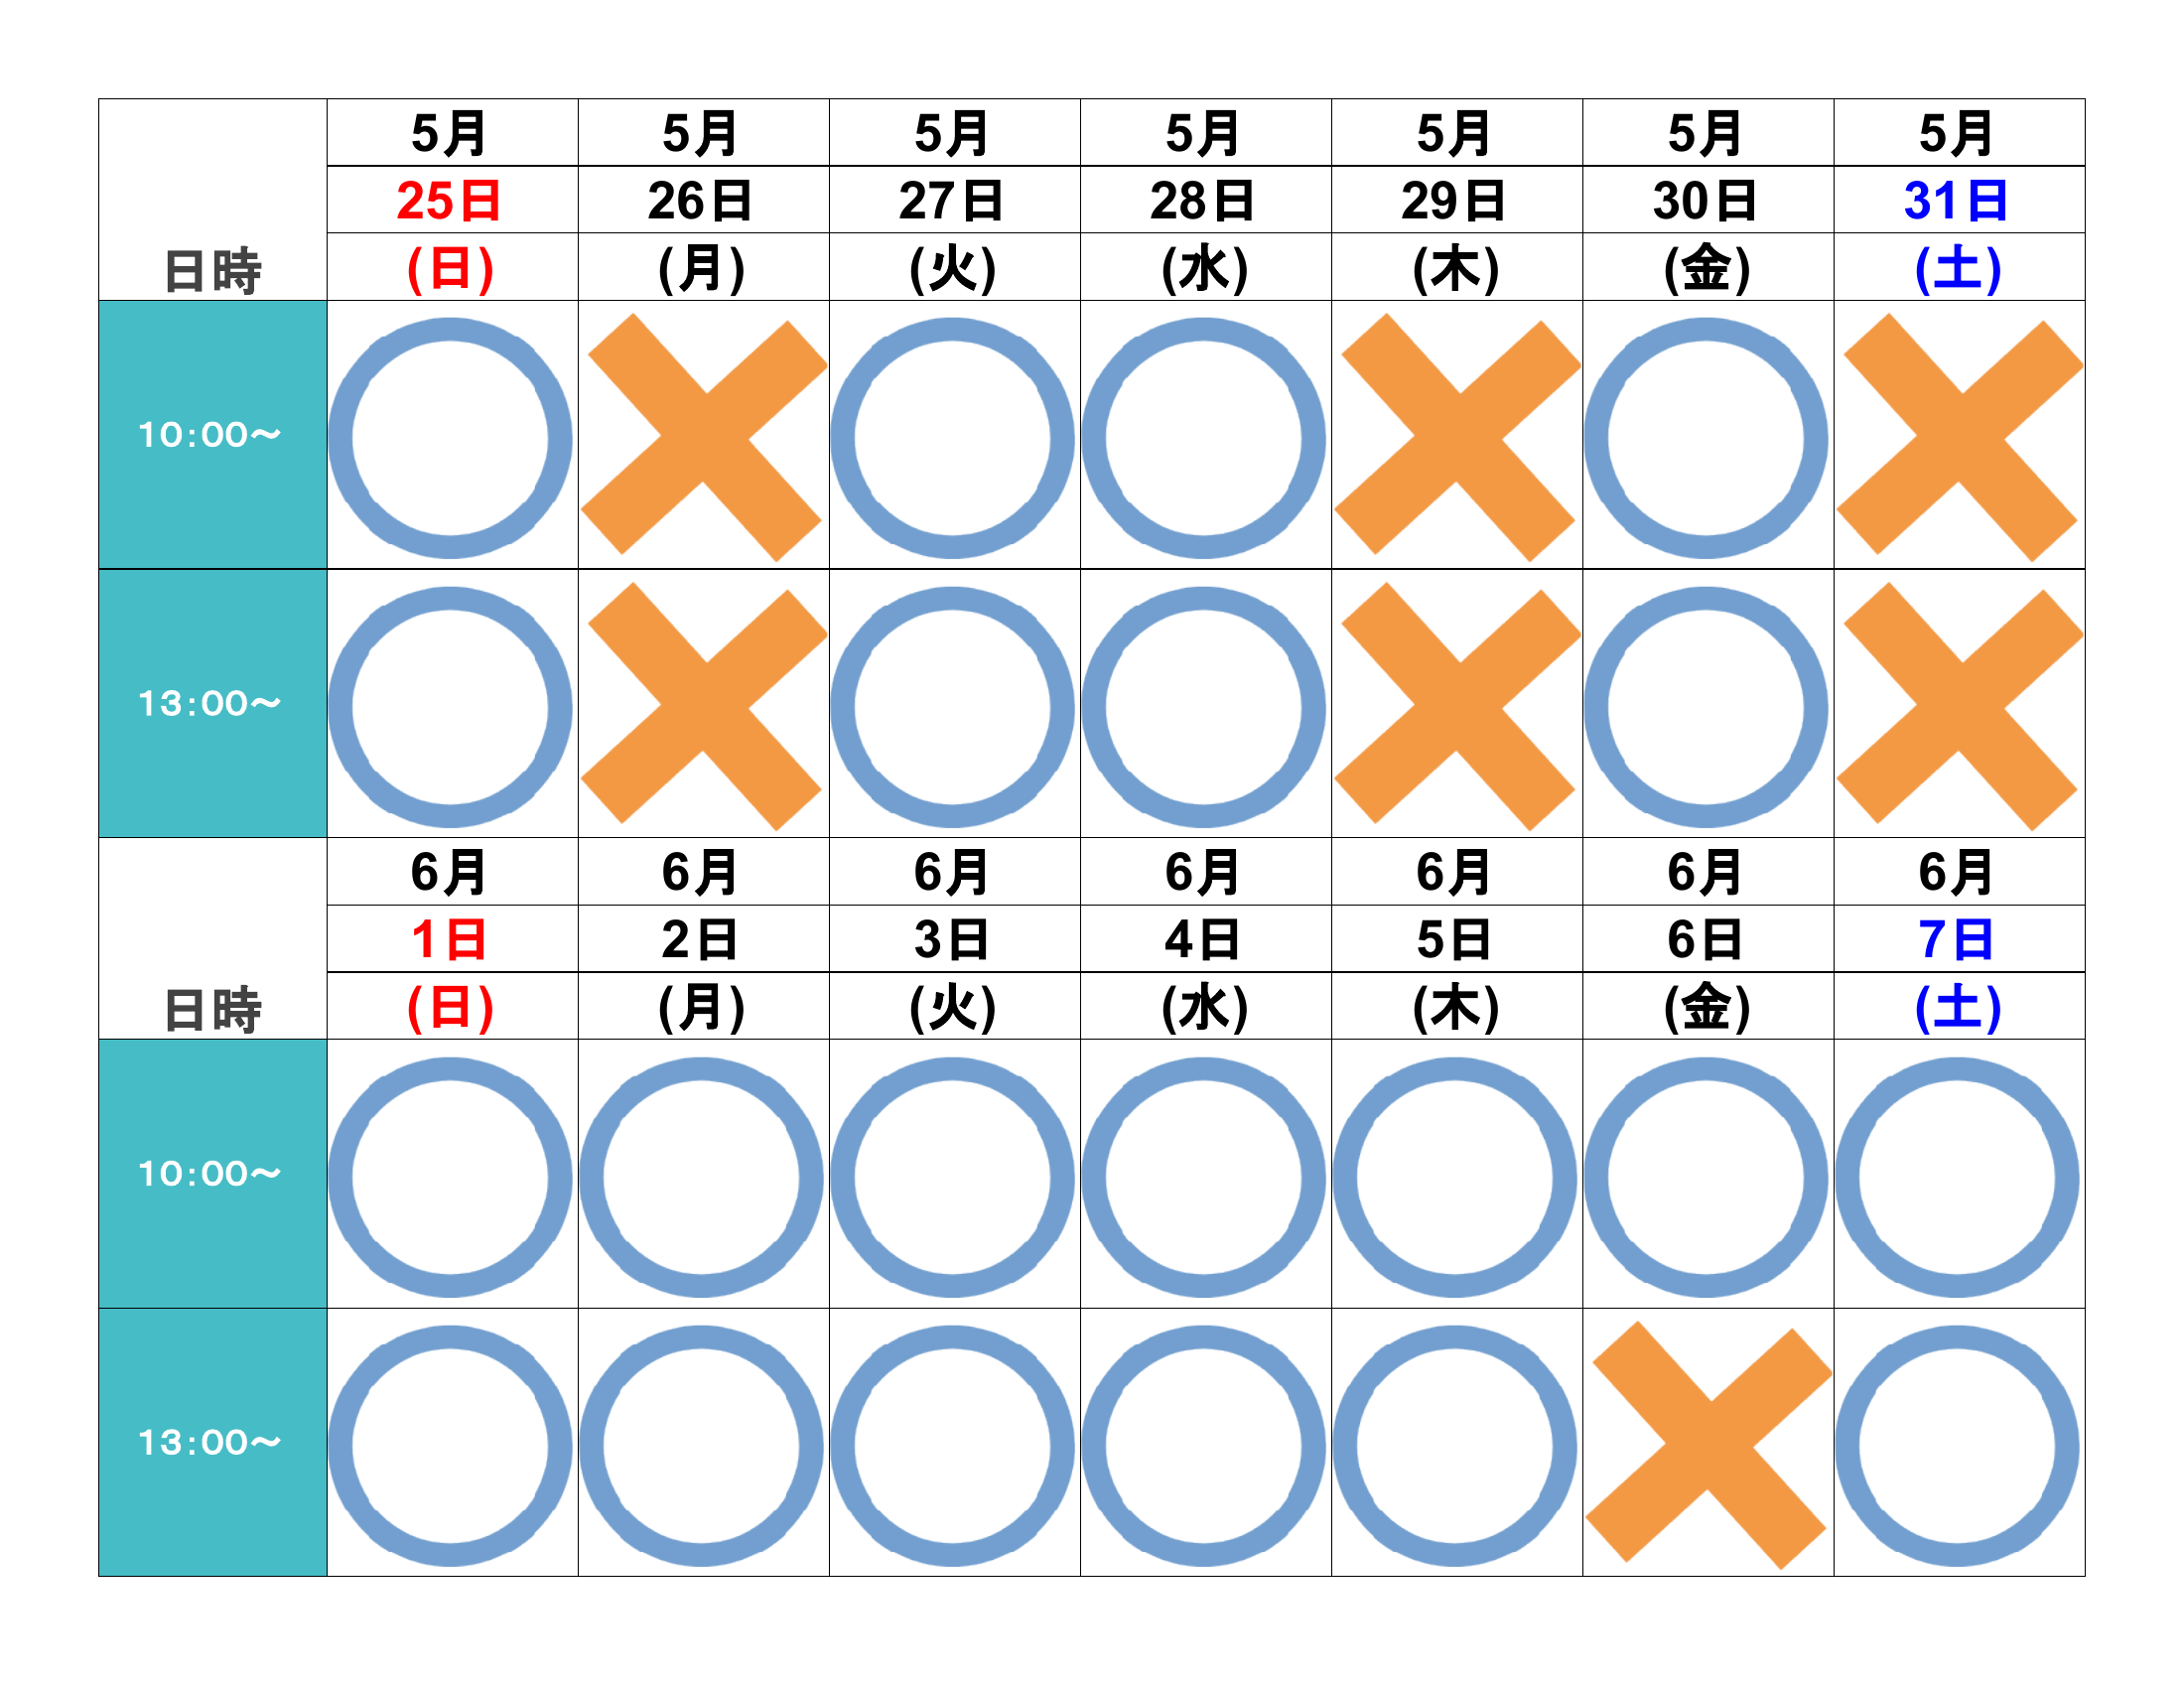 5月 5月 5月 5月 5月 5月 5月
25日 26日 27日 28日 29日 30日 31日
日時 (日) (月) (火) (水) (木) (金) (土)
10:00～
13:00～
6月 6月 6月 6月 6月 6月 6月
1日 2日 3日 4日 5日 6日 7日
日時 (日) (月) (火) (水) (木) (金) (土)
10:00～
13:00～